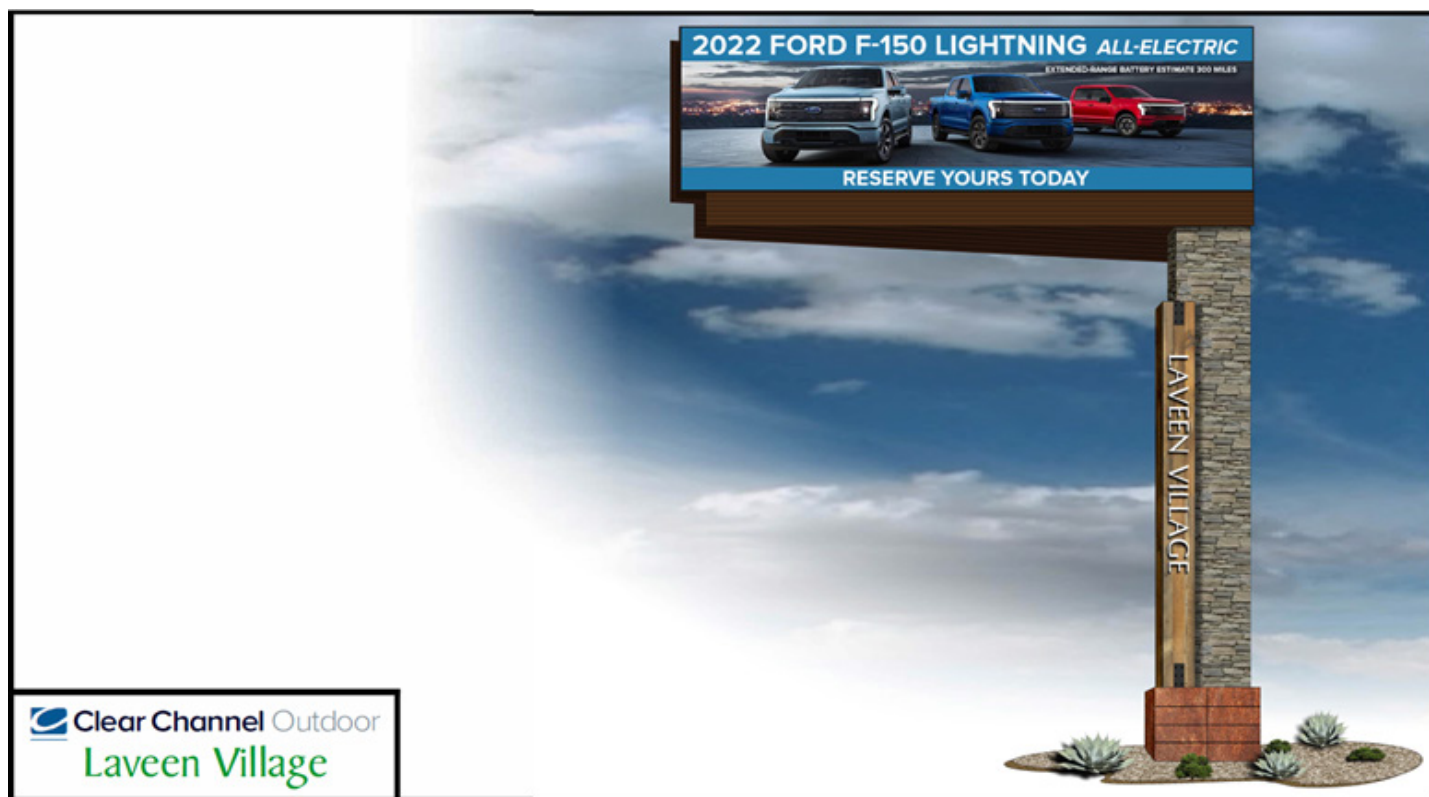 2022 FORD F-150 LIGHTNING ALL-ELECTRIC
EXTENDED-RANGE BATTERY ESTIMATE 300 MILES
RESERVE YOURS TODAY
LAVEEN VILLAGE
Clear Channel Outdoor
Laveen Village